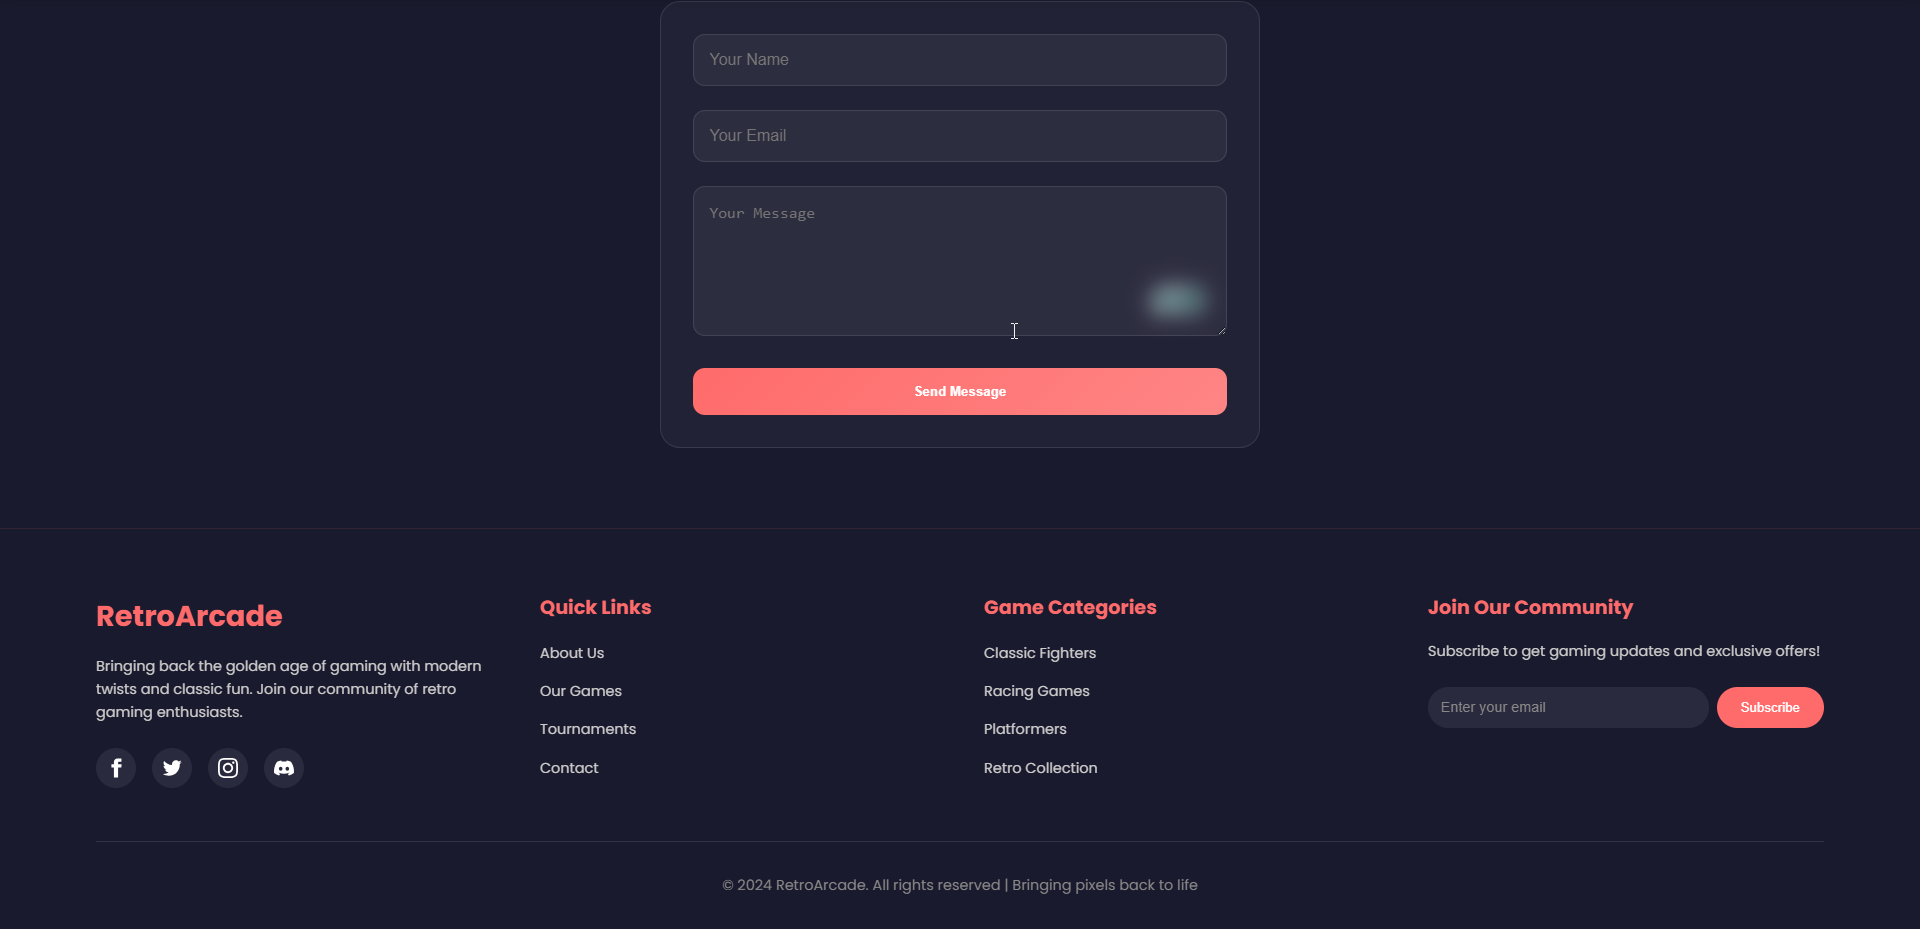 Your Name
Your Email
Your Message
Send Message
RetroArcade
Bringing back the golden age of gaming with modern
twists and classic fun. Join our community of retro
gaming enthusiasts.
Quick Links
About Us
Our Games
Tournaments
Contact
Game Categories
Classic Fighters
Racing Games
Platformers
Retro Collection
Join Our Community
Subscribe to get gaming updates and exclusive offers!
Enter your email
Subscribe
© 2024 RetroArcade. All rights reserved | Bringing pixels back to life